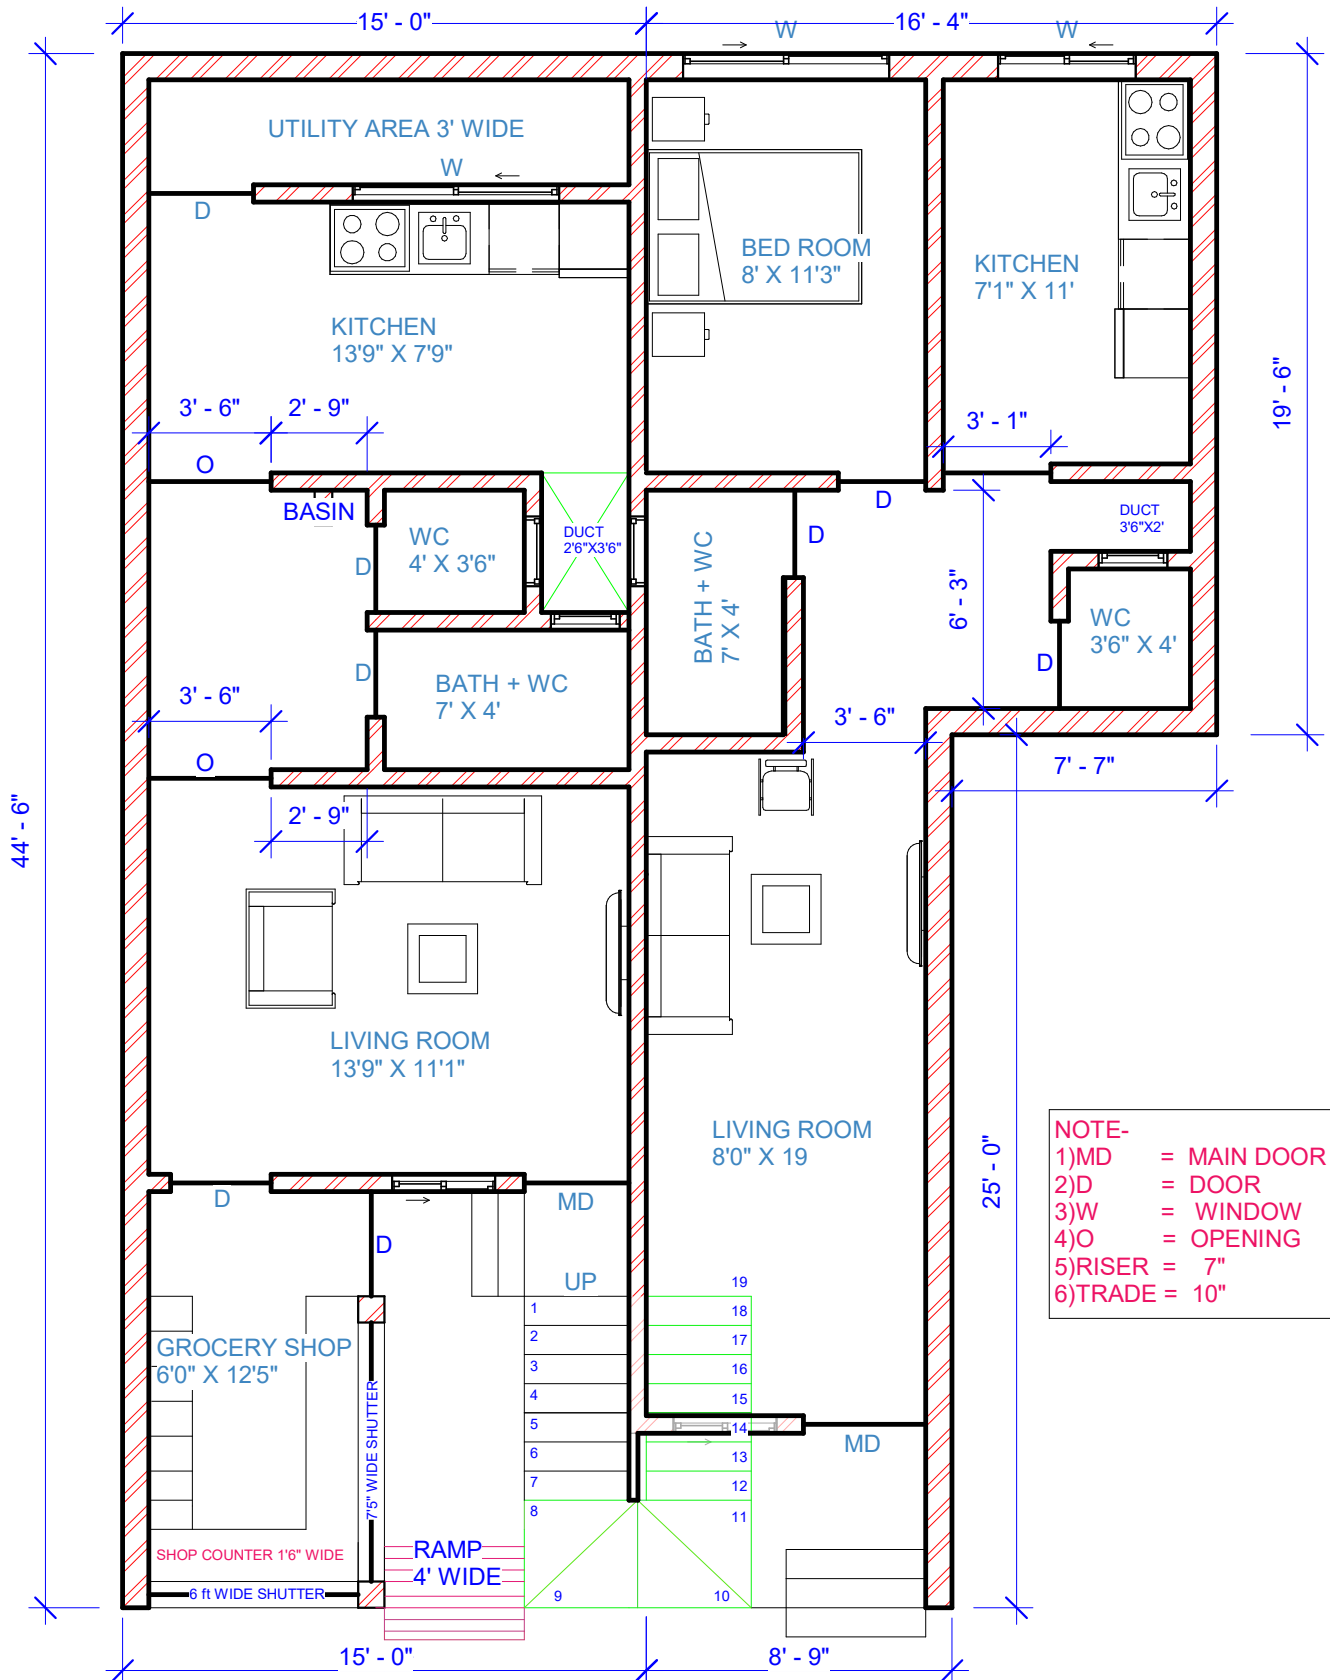 15' - 0"
16' - 4"
W
W
UTILITY AREA 3' WIDE
W
D
BED ROOM
8' X 11'3"
KITCHEN
7'1" X 11'
KITCHEN
13'9" X 7'9"
19' - 6"
3' - 6"
2' - 9"
3' - 1"
O
D
BASIN
WC
4' X 3'6"
DUCT
2'6"X3'6"
D
DUCT
3'6"X2'
D
BATH + WC
7' X 4'
6' - 3"
WC
3'6" X 4'
D
D
BATH + WC
7' X 4'
3' - 6"
3' - 6"
O
7' - 7"
44' - 6"
2' - 9"
LIVING ROOM
13'9" X 11'1"
LIVING ROOM
8'0" X 19
25' - 0"
NOTE-
1)MD = MAIN DOOR
2)D = DOOR
3)W = WINDOW
4)O = OPENING
5)RISER = 7"
6)TRADE = 10"
D
MD
D
UP
19
1
18
2
17
3
16
4
15
5
14
6
13
7
12
8
11
9
10
MD
GROCERY SHOP
6'0" X 12'5"
7'5" WIDE SHUTTER
SHOP COUNTER 1'6" WIDE
RAMP
4' WIDE
6 ft WIDE SHUTTER
15' - 0"
8' - 9"